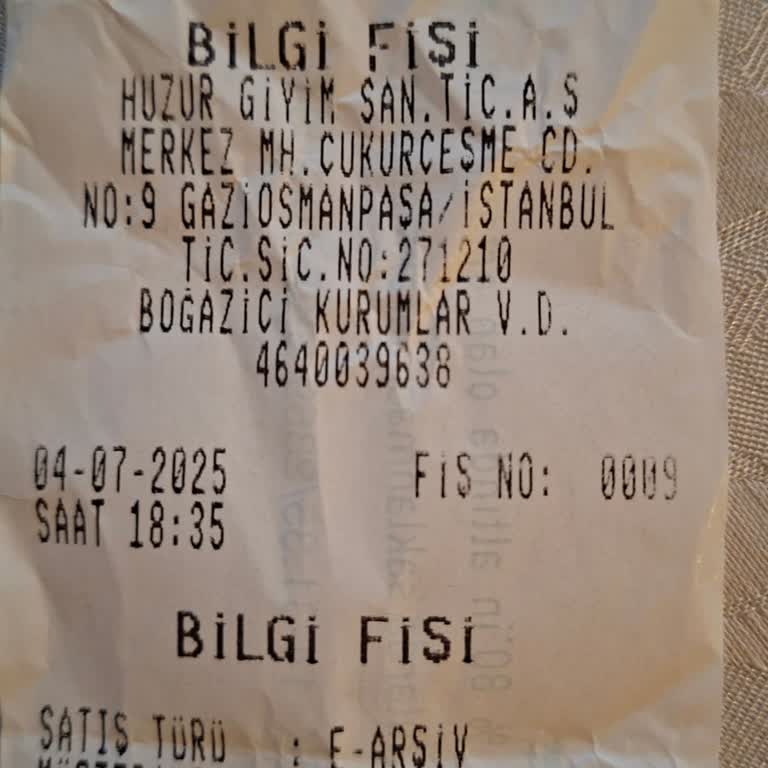 BİLGİ FİŞİ
HUZUR GİYİM SAN.TİC.A.Ş
MERKEZ MH.ÇUKURÇEŞME CD.
NO:9 GAZİOSMANPAŞA/İSTANBUL
TİC.SİC.NO:271210
BOĞAZİÇİ KURUMLAR V.D.
4640039638
04-07-2025 FİŞ NO: 0009
SAAT 18:35
BİLGİ FİŞİ
SATIŞ TÜRÜ : E-ARŞİV